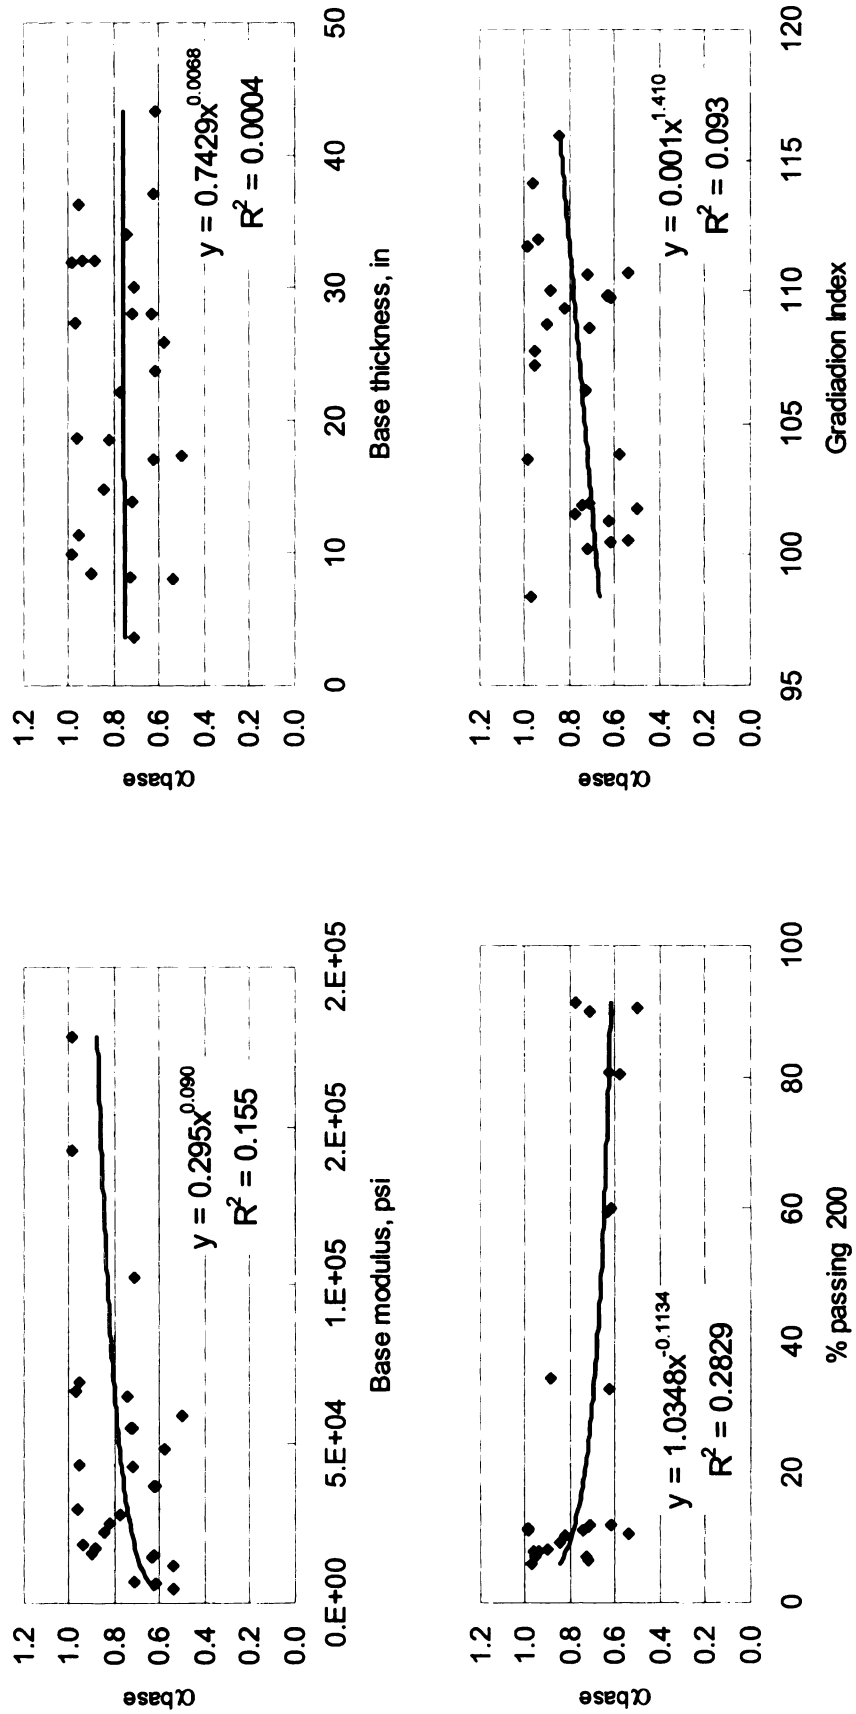 1.2
1.0
0.8
0.6
0.4
0.2
0.0
αbase
y = 0.295x^0.090
R² = 0.155
0.E+00 5.E+04 1.E+05 2.E+05 2.E+05
Base modulus, psi
1.2
1.0
0.8
0.6
0.4
0.2
0.0
αbase
y = 0.7429x^0.0068
R² = 0.0004
0 10 20 30 40 50
Base thickness, in
1.2
1.0
0.8
0.6
0.4
0.2
0.0
αbase
y = 1.0348x^-0.1134
R² = 0.2829
0 20 40 60 80 100
% passing 200
1.2
1.0
0.8
0.6
0.4
0.2
0.0
αbase
y = 0.001x^1.410
R² = 0.093
95 100 105 110 115 120
Gradiadion Index